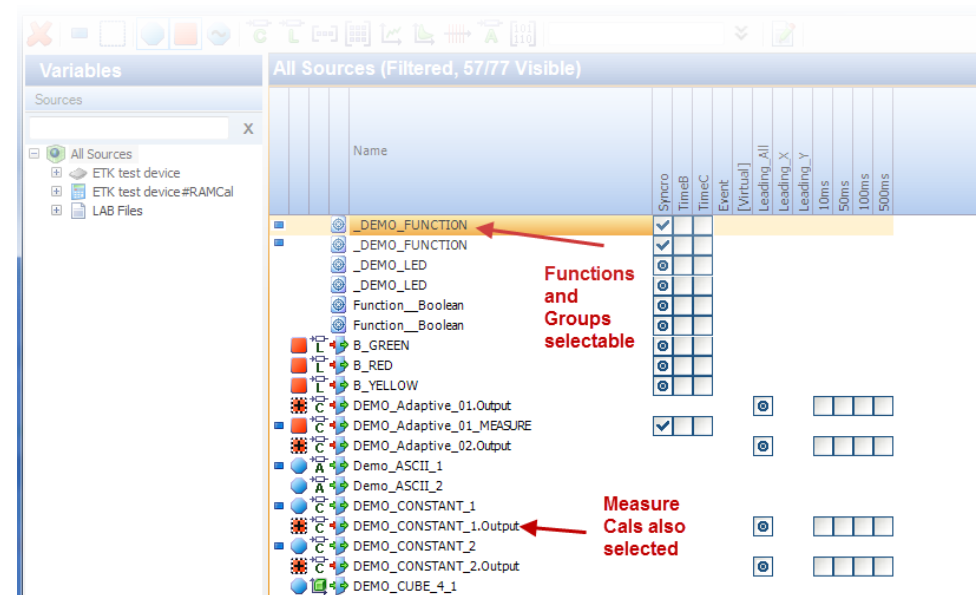 Variables
All Sources (Filtered, 57/77 Visible)
Sources
X
All Sources
ETK test device
ETK test device#RAMCal
LAB Files
Name
Syncro
TimeB
TimeC
Event
[Virtual]
Leading_All
Leading_X
Leading_Y
10ms
50ms
100ms
500ms
_DEMO_FUNCTION
_DEMO_FUNCTION
_DEMO_LED
_DEMO_LED
Function__Boolean
Function__Boolean
Functions
and
Groups
selectable
L B_GREEN
L B_RED
L B_YELLOW
C DEMO_Adaptive_01.Output
C DEMO_Adaptive_01_MEASURE
C DEMO_Adaptive_02.Output
A Demo_ASCII_1
A Demo_ASCII_2
C DEMO_CONSTANT_1
C DEMO_CONSTANT_1.Output
C DEMO_CONSTANT_2
C DEMO_CONSTANT_2.Output
DEMO_CUBE_4_1
Measure
Cals also
selected